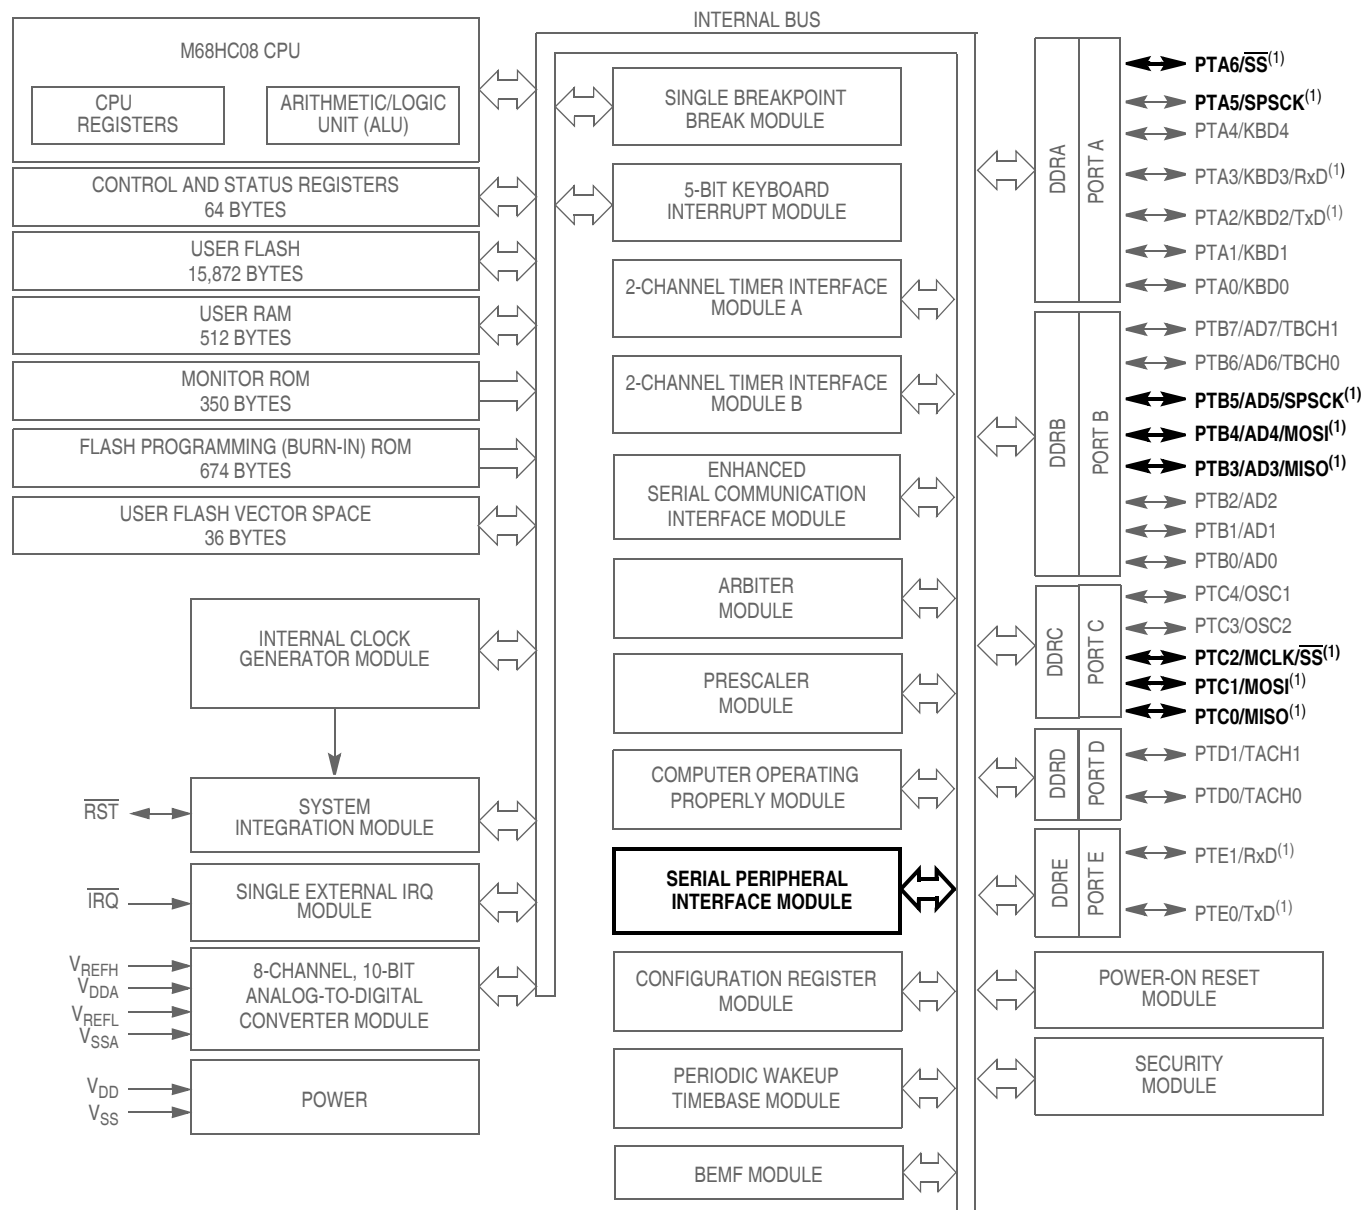 INTERNAL BUS
M68HC08 CPU
CPU
REGISTERS
ARITHMETIC/LOGIC
UNIT (ALU)
CONTROL AND STATUS REGISTERS
64 BYTES
USER FLASH
15,872 BYTES
USER RAM
512 BYTES
MONITOR ROM
350 BYTES
FLASH PROGRAMMING (BURN-IN) ROM
674 BYTES
USER FLASH VECTOR SPACE
36 BYTES
INTERNAL CLOCK
GENERATOR MODULE
RST
SYSTEM
INTEGRATION MODULE
IRQ
SINGLE EXTERNAL IRQ
MODULE
VREFH
VDDA
VREFL
VSSA
8-CHANNEL, 10-BIT
ANALOG-TO-DIGITAL
CONVERTER MODULE
VDD
VSS
POWER
SINGLE BREAKPOINT
BREAK MODULE
5-BIT KEYBOARD
INTERRUPT MODULE
2-CHANNEL TIMER INTERFACE
MODULE A
2-CHANNEL TIMER INTERFACE
MODULE B
ENHANCED
SERIAL COMMUNICATION
INTERFACE MODULE
ARBITER
MODULE
PRESCALER
MODULE
COMPUTER OPERATING
PROPERLY MODULE
SERIAL PERIPHERAL
INTERFACE MODULE
CONFIGURATION REGISTER
MODULE
PERIODIC WAKEUP
TIMEBASE MODULE
BEMF MODULE
DDRA
PORT A
PTA6/SS(1)
PTA5/SPSCK(1)
PTA4/KBD4
PTA3/KBD3/RxD(1)
PTA2/KBD2/TxD(1)
PTA1/KBD1
PTA0/KBD0
DDRB
PORT B
PTB7/AD7/TBCH1
PTB6/AD6/TBCH0
PTB5/AD5/SPSCK(1)
PTB4/AD4/MOSI(1)
PTB3/AD3/MISO(1)
PTB2/AD2
PTB1/AD1
PTB0/AD0
DDRC
PORT C
PTC4/OSC1
PTC3/OSC2
PTC2/MCLK/SS(1)
PTC1/MOSI(1)
PTC0/MISO(1)
DDRD
PORT D
PTD1/TACH1
PTD0/TACH0
DDRE
PORT E
PTE1/RxD(1)
PTE0/TxD(1)
POWER-ON RESET
MODULE
SECURITY
MODULE